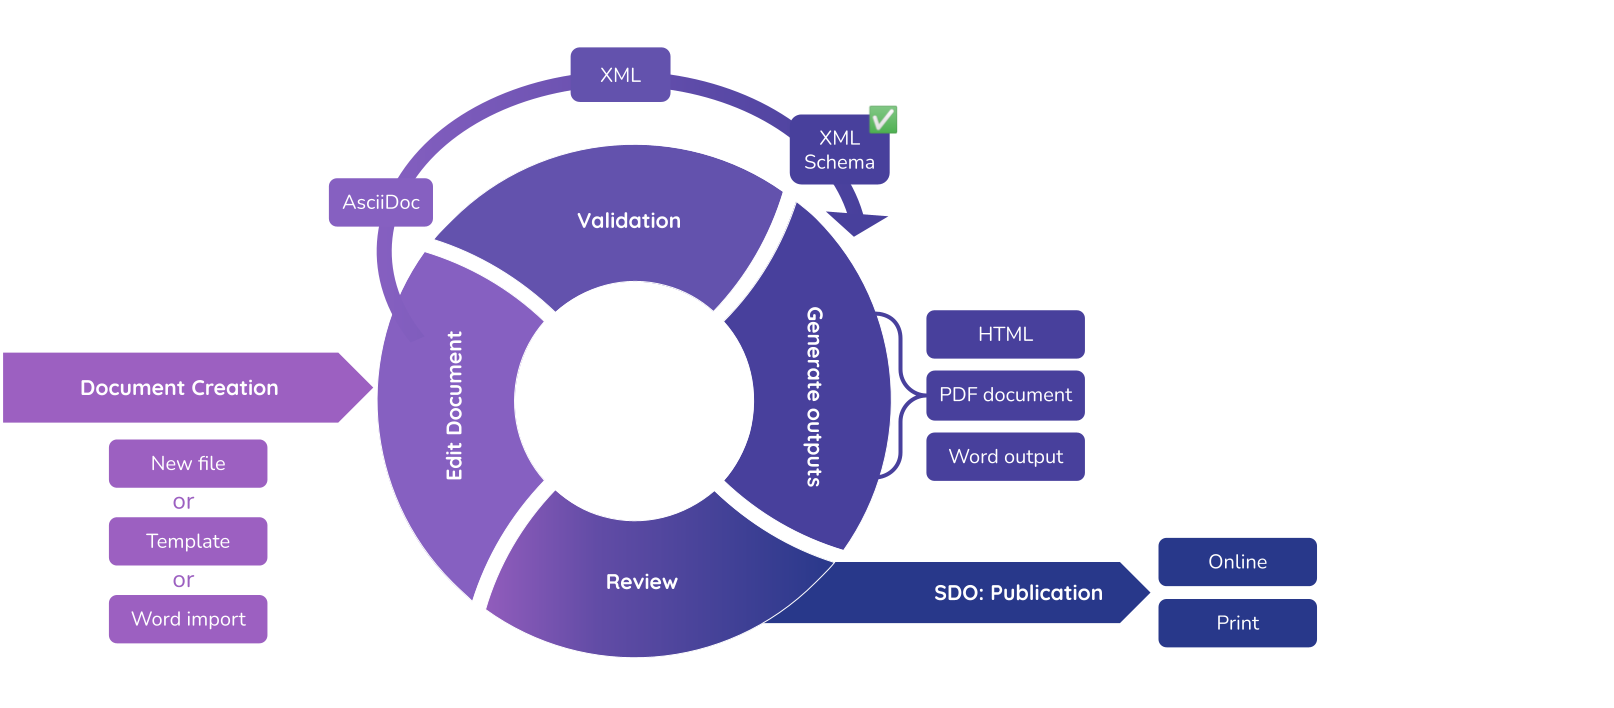 XML
XML
Schema
AsciiDoc
Validation
Document Creation
New file
or
Template
or
Word import
Edit Document
Generate outputs
HTML
PDF document
Word output
Review
SDO: Publication
Online
Print